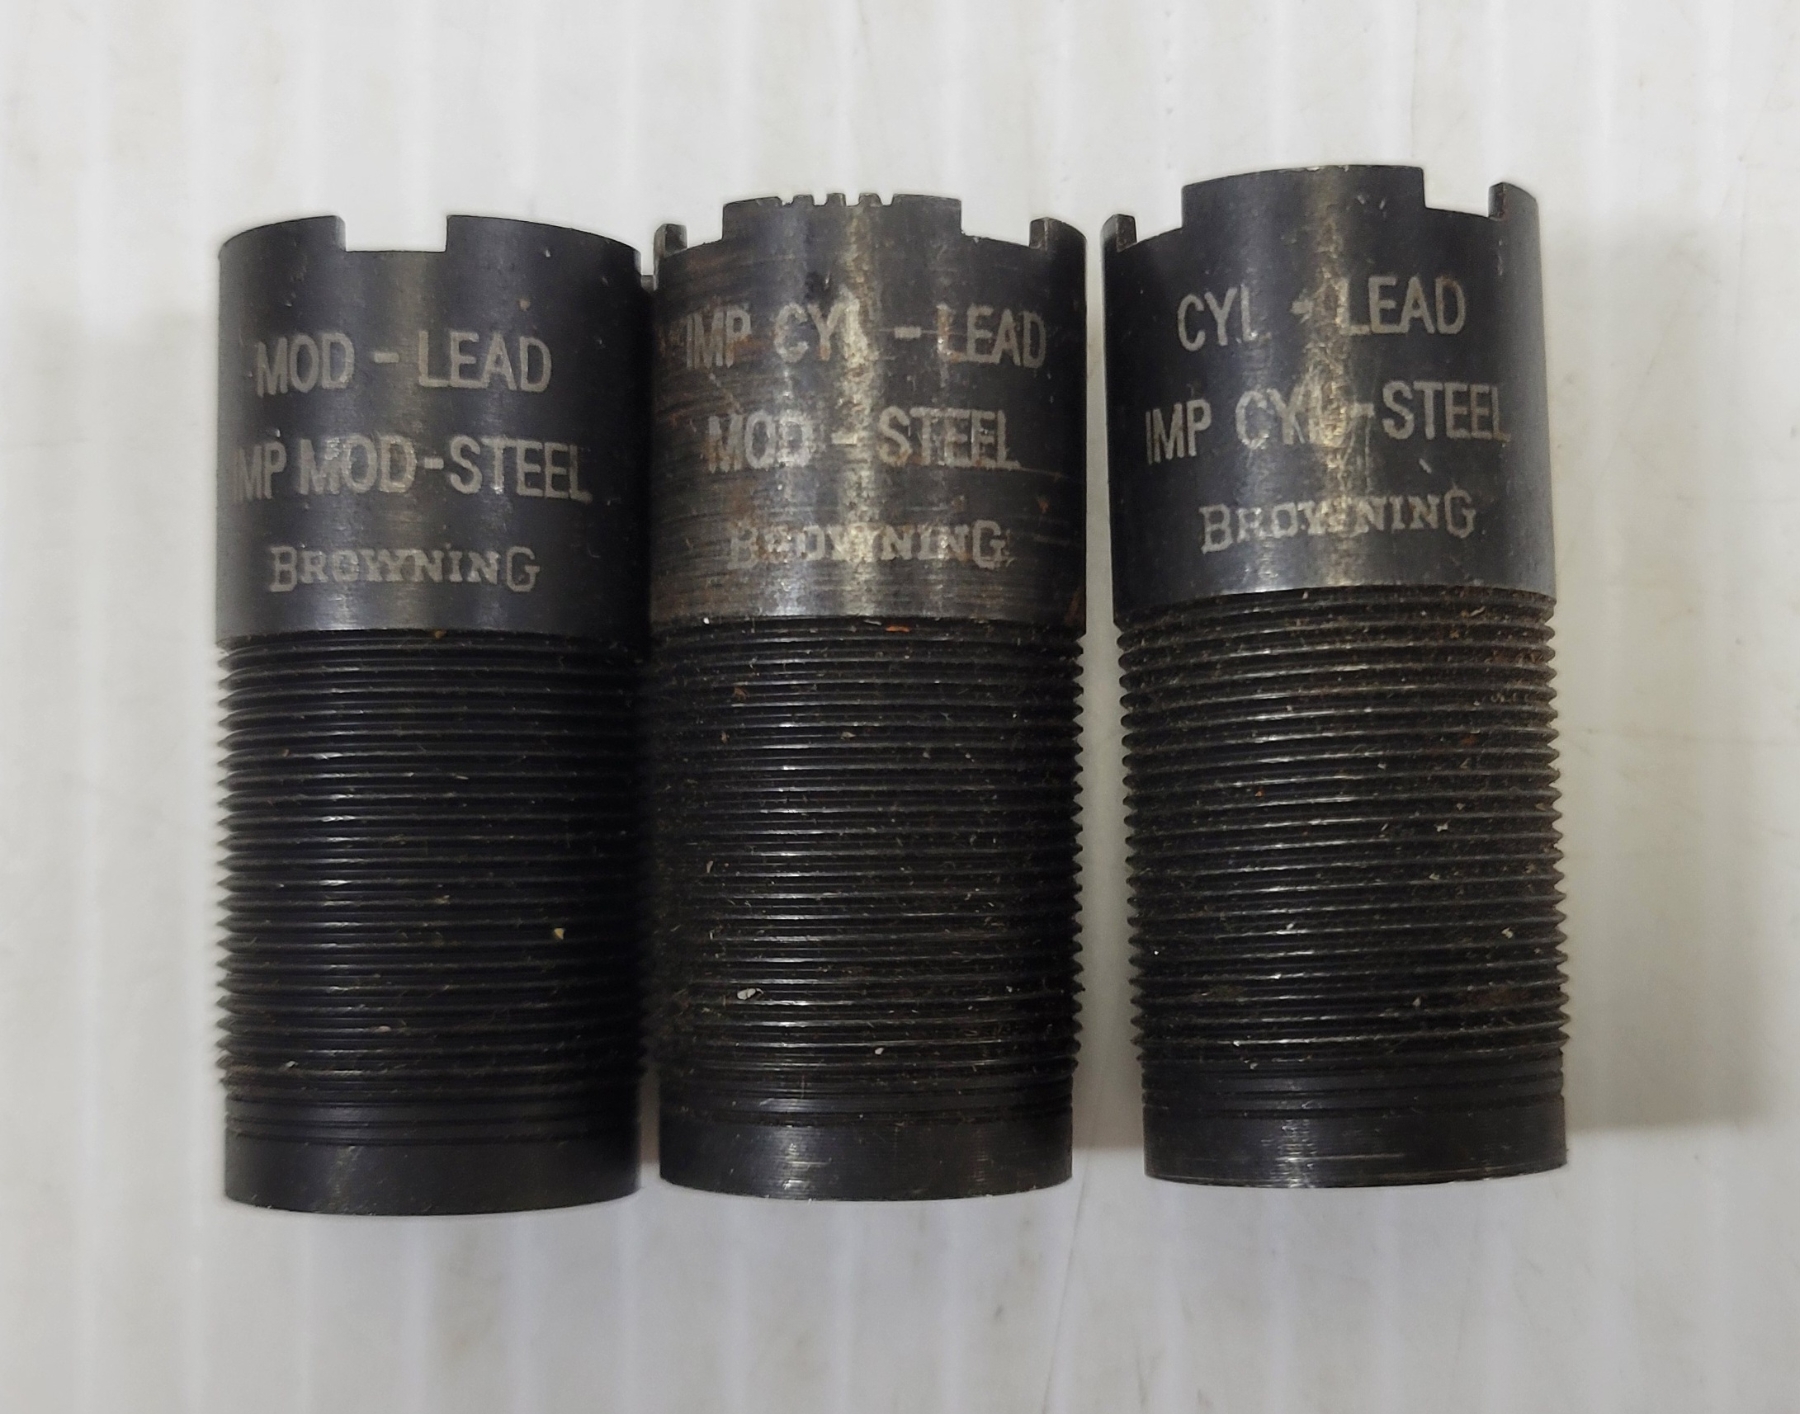 MOD - LEAD
IMP MOD-STEEL
BROWNING
IMP CYL - LEAD
MOD - STEEL
BROWNING
CYL - LEAD
IMP CYL-STEEL
BROWNING